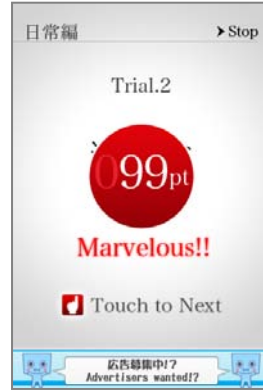 日常編
Stop
Trial.2
099pt
Marvelous!!
Touch to Next
広告募集中!?
Advertisers wanted!?